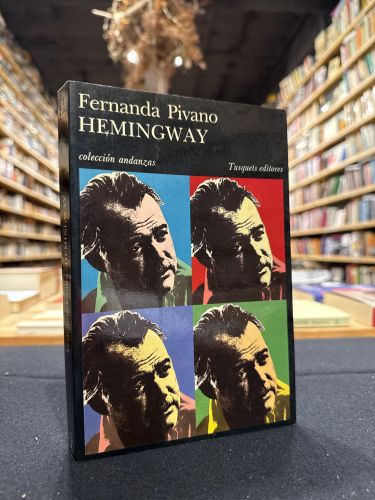 Fernanda Pivano
HEMINGWAY
colección andanzas
Tusquets editores